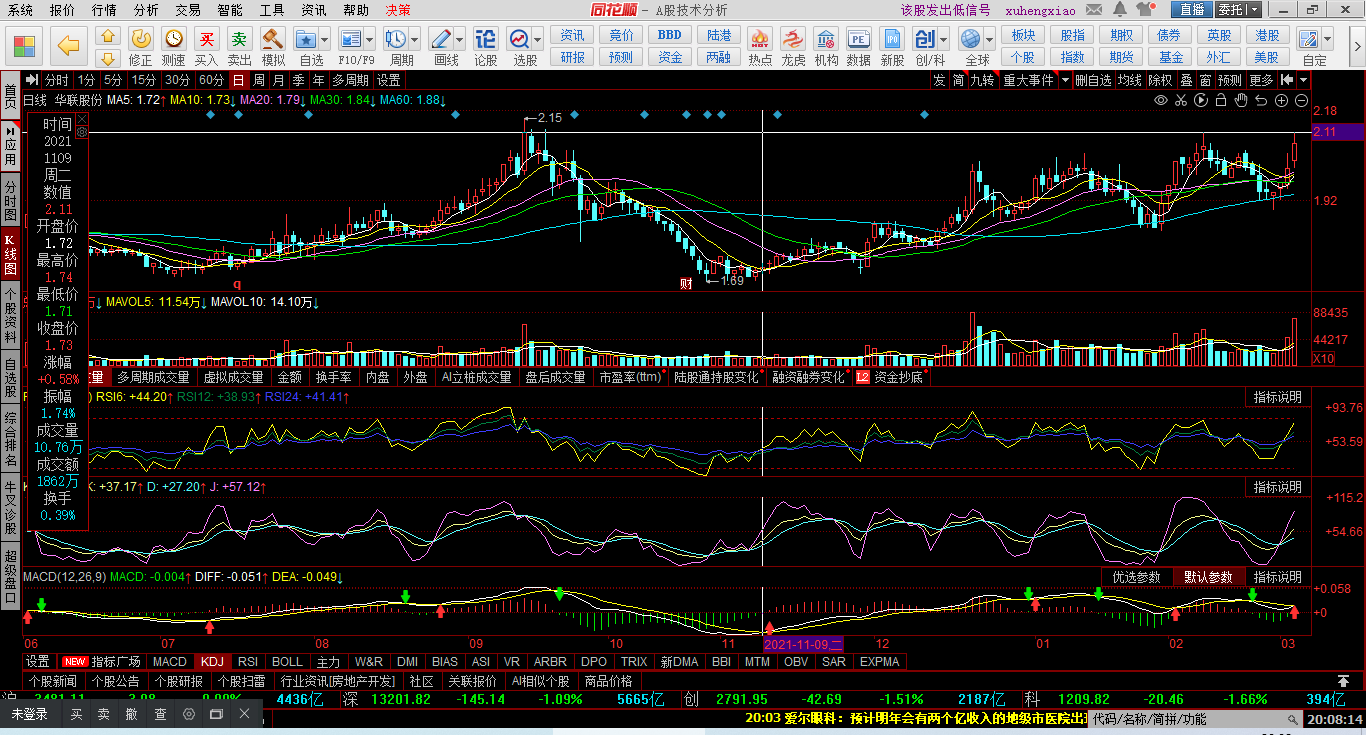 系统 报价 行情 分析 交易 智能 工具 资讯 帮助 决策 同花顺 - A股技术分析 该股发出低信号 xuhengxiao 直播 委托
修正 测速 买入 卖出 模拟 自选 F10/F9 周期 画线 论股 选股 热点 龙虎 机构 数据 新股 创/科 全球 自定
买 卖 论 PE IPO 创 HOT
资讯 竞价 BBD 陆港 板块 股指 期权 债券 英股 港股
研报 预测 资金 两融 个股 指数 期货 基金 外汇 美股
分时 1分 5分 15分 30分 60分 日 周 月 季 年 多周期 设置 发 简 九转 重大事件 删自选 均线 除权 叠 窗 预测 更多
首页
应用
分时图
K线图
个股资料
自选股
综合排名
牛叉诊股
超级盘口
日线 华联股份 MA5: 1.72↑ MA10: 1.73↓ MA20: 1.79↓ MA30: 1.84↓ MA60: 1.88↓
时间
2021
1109
周二
数值
2.11
开盘价
1.72
最高价
1.74
最低价
1.71
收盘价
1.73
涨幅
+0.58%
振幅
1.74%
成交量
10.76万
成交额
1862万
换手
0.39%
2.18
2.11
1.92
2.15
1.69
q
财
万↓ MAVOL5: 11.54万↓ MAVOL10: 14.10万↓
88435
44217
X10
量 多周期成交量 虚拟成交量 金额 换手率 内盘 外盘 AI立桩成交量 盘后成交量 市盈率(ttm) 陆股通持股变化 融资融券变化 L2 资金抄底
) RSI6: +44.20↑ RSI12: +38.93↑ RSI24: +41.41↑ 指标说明
+93.76
+53.59
K: +37.17↑ D: +27.20↑ J: +57.12↑ 指标说明
+115.2
+54.66
MACD(12,26,9) MACD: -0.004↑ DIFF: -0.051↑ DEA: -0.049↓ 优选参数 默认参数 指标说明
+0.058
+0
06 07 08 09 10 11 2021-11-09,二 12 01 02 03
设置 NEW 指标广场 MACD KDJ RSI BOLL 主力 W&R DMI BIAS ASI VR ARBR DPO TRIX 新DMA BBI MTM OBV SAR EXPMA
个股新闻 个股公告 个股研报 个股扫雷 行业资讯[房地产开发] 社区 关联报价 AI相似个股 商品价格
沪 3481.11 4436亿 深 13201.82 -145.14 -1.09% 5665亿 创 2791.95 -42.69 -1.51% 2187亿 科 1209.82 -20.46 -1.66% 394亿
未登录 买 卖 撤 查 20:03 爱尔眼科：预计明年会有两个亿收入的地级市医院出 代码/名称/简拼/功能 20:08:14